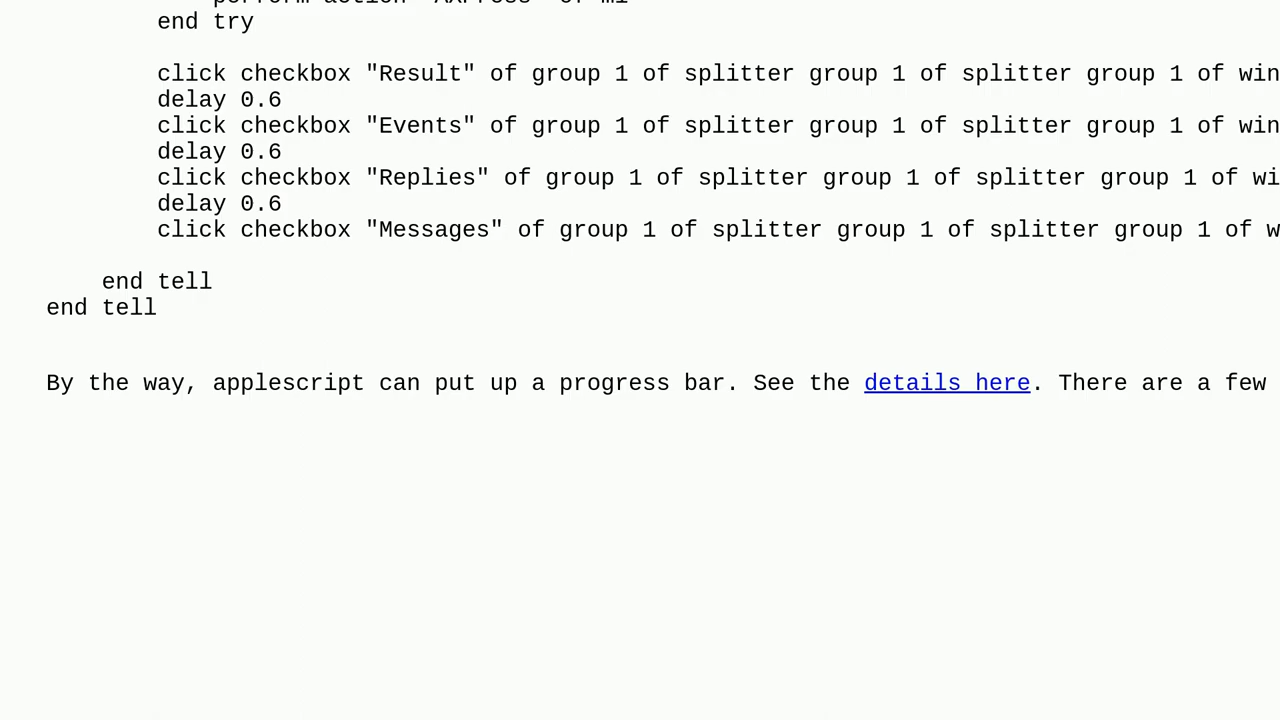 end try
click checkbox "Result" of group 1 of splitter group 1 of splitter group 1 of win
delay 0.6
click checkbox "Events" of group 1 of splitter group 1 of splitter group 1 of win
delay 0.6
click checkbox "Replies" of group 1 of splitter group 1 of splitter group 1 of wi
delay 0.6
click checkbox "Messages" of group 1 of splitter group 1 of splitter group 1 of w
end tell
end tell
By the way, applescript can put up a progress bar. See the details here. There are a few